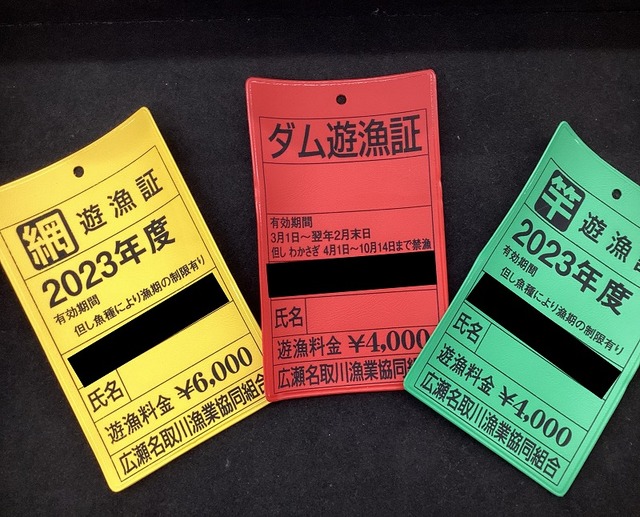 網 遊漁証
2023年度
有効期間
但し魚種により漁期の制限有り
氏名
遊漁料金 ¥6,000
広瀬名取川漁業協同組合
ダム遊漁証
有効期間
3月1日～翌年2月末日
但し わかさぎ 4月1日～10月14日まで禁漁
氏名
遊漁料金 ¥4,000
広瀬名取川漁業協同組
竿 遊漁証
2023年度
有効期間
但し魚種により漁期の制限有り
氏名
遊漁料金 ¥4,000
広瀬名取川漁業協同組合